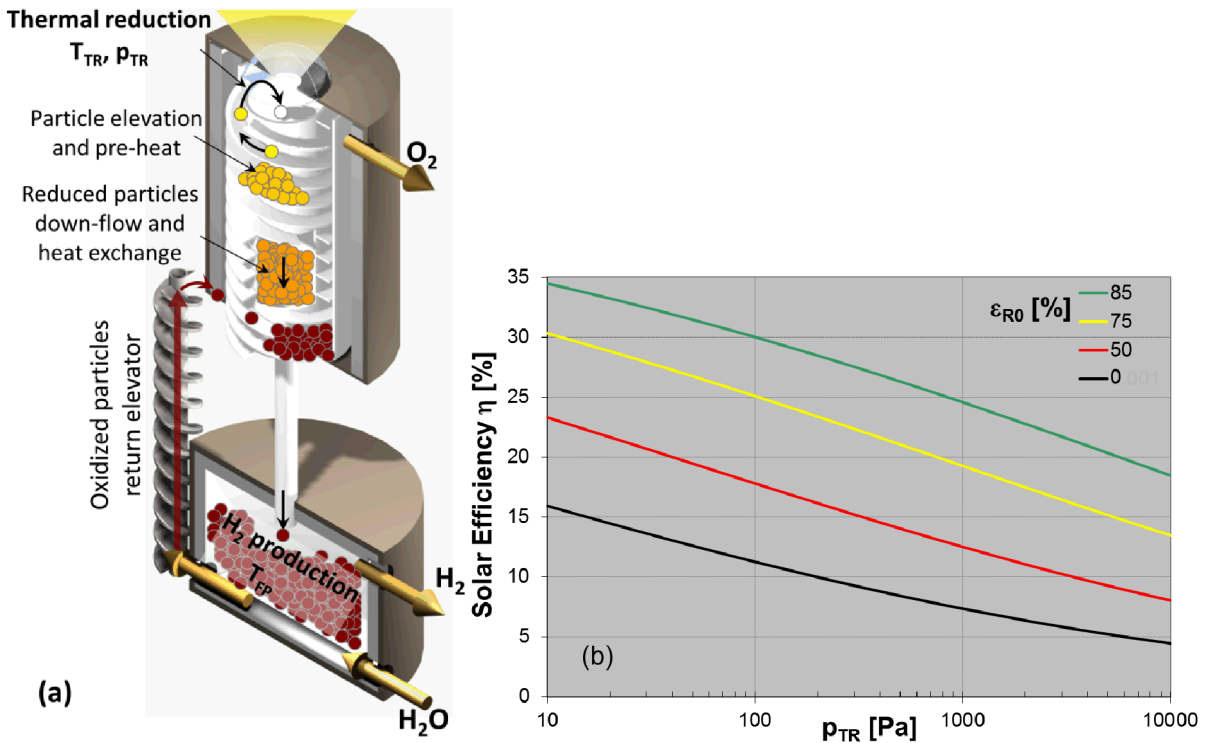 Thermal reduction
T_TR, p_TR
Particle elevation
and pre-heat
O2
Reduced particles
down-flow and
heat exchange
Oxidized particles
return elevator
H2 production
T_FP
H2
H2O
(a)
35
30
25
20
15
10
5
0
Solar Efficiency η [%]
ε_R0 [%]
85
75
50
0.001
(b)
10
100
1000
10000
p_TR [Pa]